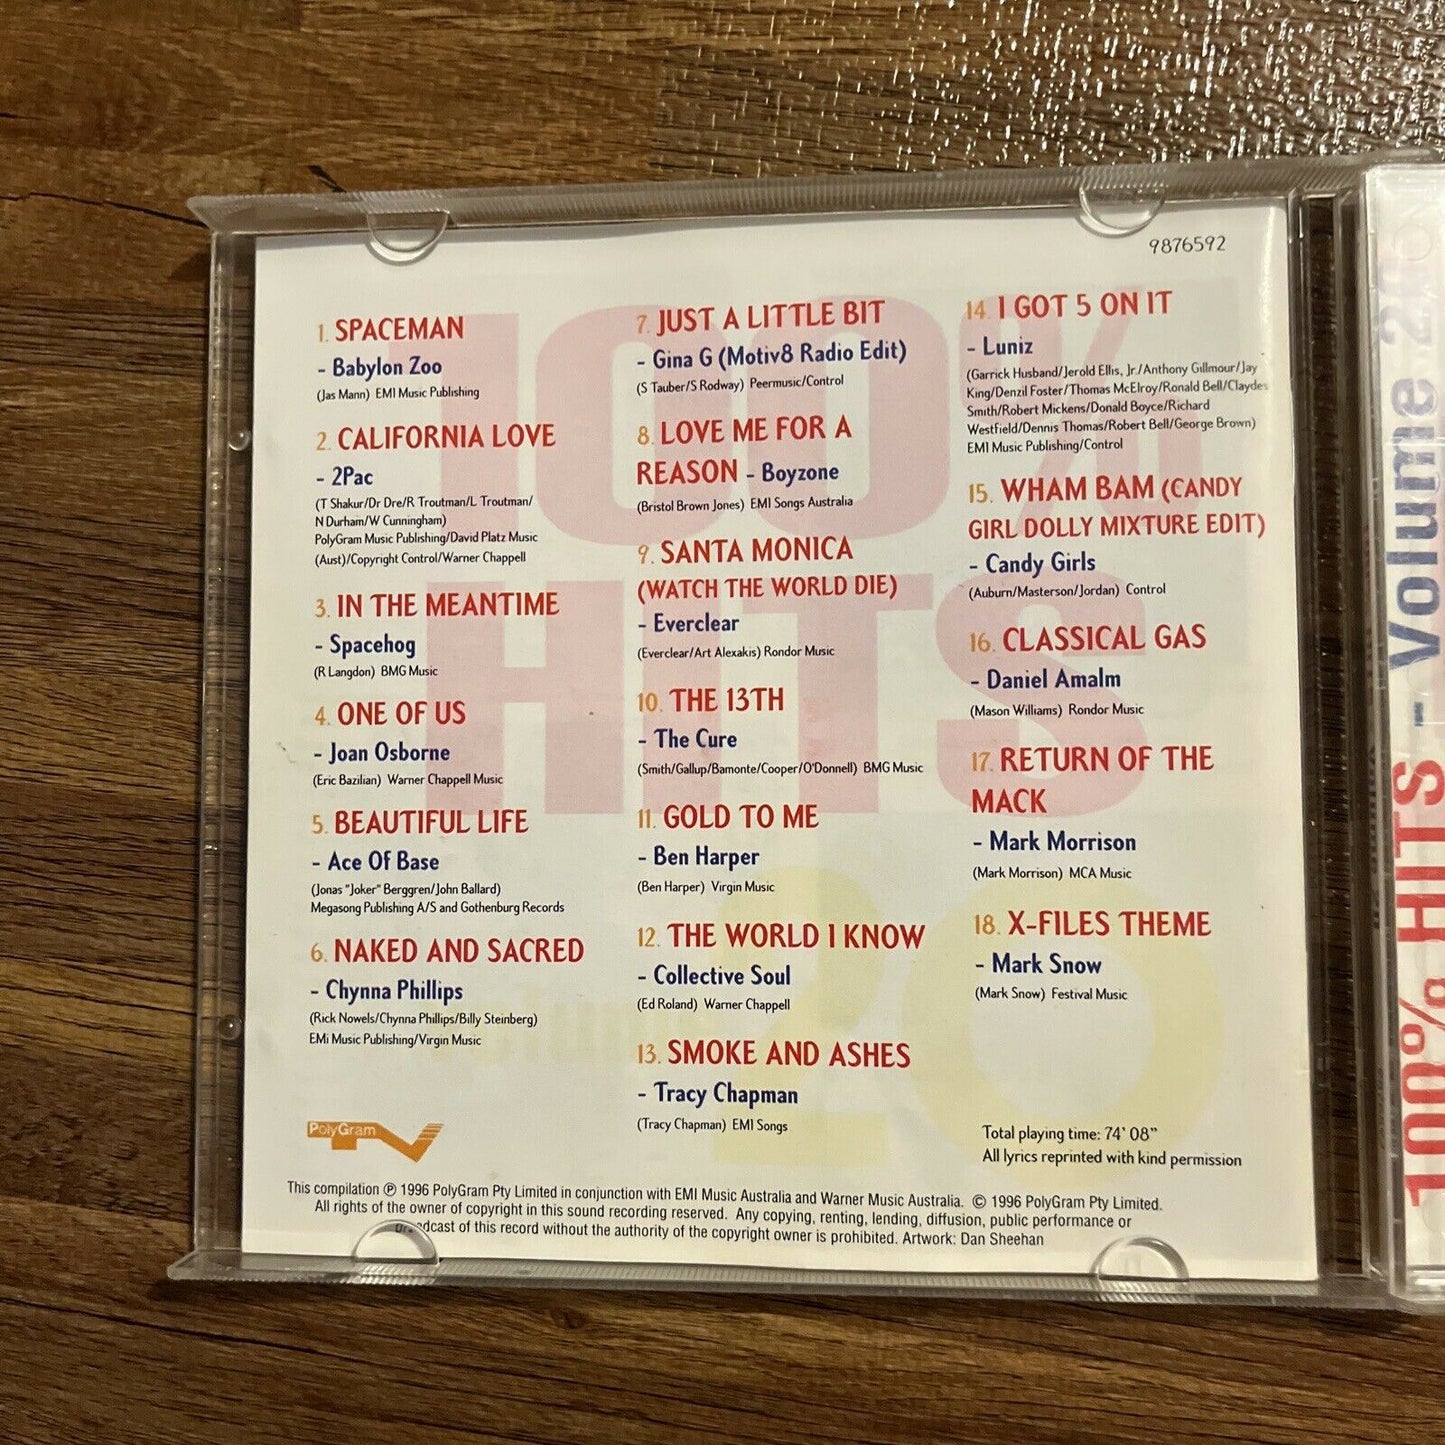 9876592
1. SPACEMAN
- Babylon Zoo
(Jas Mann) EMI Music Publishing
2. CALIFORNIA LOVE
- 2Pac
(T Shakur/Dr Dre/R Troutman/L Troutman/
N Durham/W Cunningham)
PolyGram Music Publishing/David Platz Music
(Aust)/Copyright Control/Warner Chappell
3. IN THE MEANTIME
- Spacehog
(R Langdon) BMG Music
4. ONE OF US
- Joan Osborne
(Eric Bazilian) Warner Chappell Music
5. BEAUTIFUL LIFE
- Ace Of Base
(Jonas "Joker" Berggren/John Ballard)
Megasong Publishing A/S and Gothenburg Records
6. NAKED AND SACRED
- Chynna Phillips
(Rick Nowels/Chynna Phillips/Billy Steinberg)
EMi Music Publishing/Virgin Music
7. JUST A LITTLE BIT
- Gina G (Motiv8 Radio Edit)
(S Tauber/S Rodway) Peermusic/Control
8. LOVE ME FOR A
REASON - Boyzone
(Bristol Brown Jones) EMI Songs Australia
9. SANTA MONICA
(WATCH THE WORLD DIE)
- Everclear
(Everclear/Art Alexakis) Rondor Music
10. THE 13TH
- The Cure
(Smith/Gallup/Bamonte/Cooper/O'Donnell) BMG Music
11. GOLD TO ME
- Ben Harper
(Ben Harper) Virgin Music
12. THE WORLD I KNOW
- Collective Soul
(Ed Roland) Warner Chappell
13. SMOKE AND ASHES
- Tracy Chapman
(Tracy Chapman) EMI Songs
14. I GOT 5 ON IT
- Luniz
(Garrick Husband/Jerold Ellis, Jr./Anthony Gillmour/Jay
King/Denzil Foster/Thomas McElroy/Ronald Bell/Claydes
Smith/Robert Mickens/Donald Boyce/Richard
Westfield/Dennis Thomas/Robert Bell/George Brown)
EMI Music Publishing/Control
15. WHAM BAM (CANDY
GIRL DOLLY MIXTURE EDIT)
- Candy Girls
(Auburn/Masterson/Jordan) Control
16. CLASSICAL GAS
- Daniel Amalm
(Mason Williams) Rondor Music
17. RETURN OF THE
MACK
- Mark Morrison
(Mark Morrison) MCA Music
18. X-FILES THEME
- Mark Snow
(Mark Snow) Festival Music
PolyGram TV
Total playing time: 74' 08"
All lyrics reprinted with kind permission
This compilation ℗ 1996 PolyGram Pty Limited in conjunction with EMI Music Australia and Warner Music Australia. © 1996 PolyGram Pty Limited.
All rights of the owner of copyright in this sound recording reserved. Any copying, renting, lending, diffusion, public performance or
broadcast of this record without the authority of the copyright owner is prohibited. Artwork: Dan Sheehan
100% HITS - Volume 20